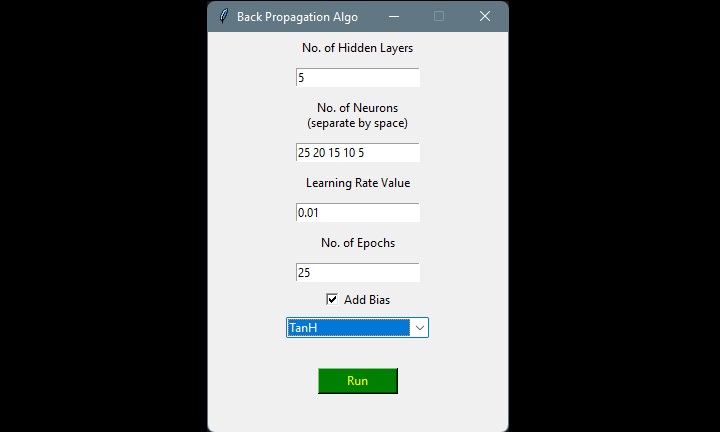 Back Propagation Algo
No. of Hidden Layers
5
No. of Neurons
(separate by space)
25 20 15 10 5
Learning Rate Value
0.01
No. of Epochs
25
Add Bias
TanH
Run